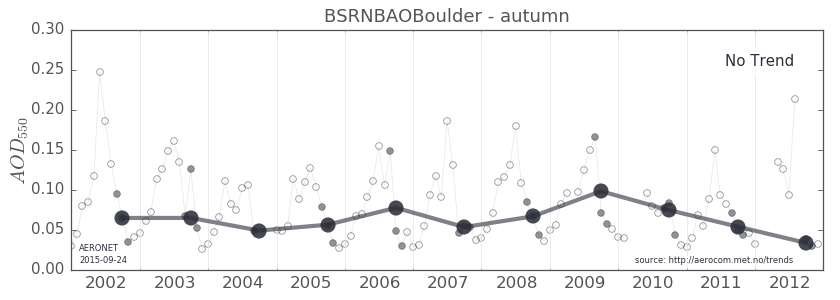 BSRNBAOBoulder - autumn
No Trend
AOD550
0.30
0.25
0.20
0.15
0.10
0.05
0.00
AERONET
2015-09-24
source: http://aerocom.met.no/trends
2002 2003 2004 2005 2006 2007 2008 2009 2010 2011 2012